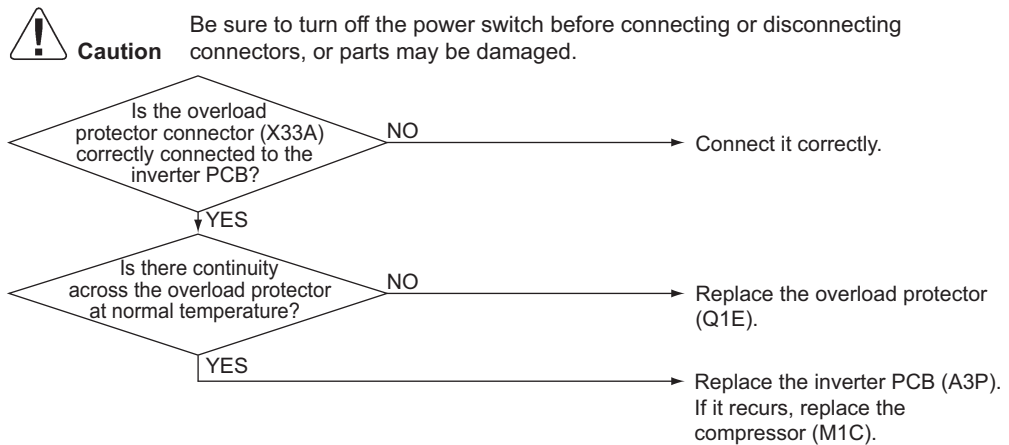 Be sure to turn off the power switch before connecting or disconnecting
Caution connectors, or parts may be damaged.
Is the overload
protector connector (X33A)
correctly connected to the
inverter PCB?
NO
Connect it correctly.
YES
Is there continuity
across the overload protector
at normal temperature?
NO
Replace the overload protector
(Q1E).
YES
Replace the inverter PCB (A3P).
If it recurs, replace the
compressor (M1C).